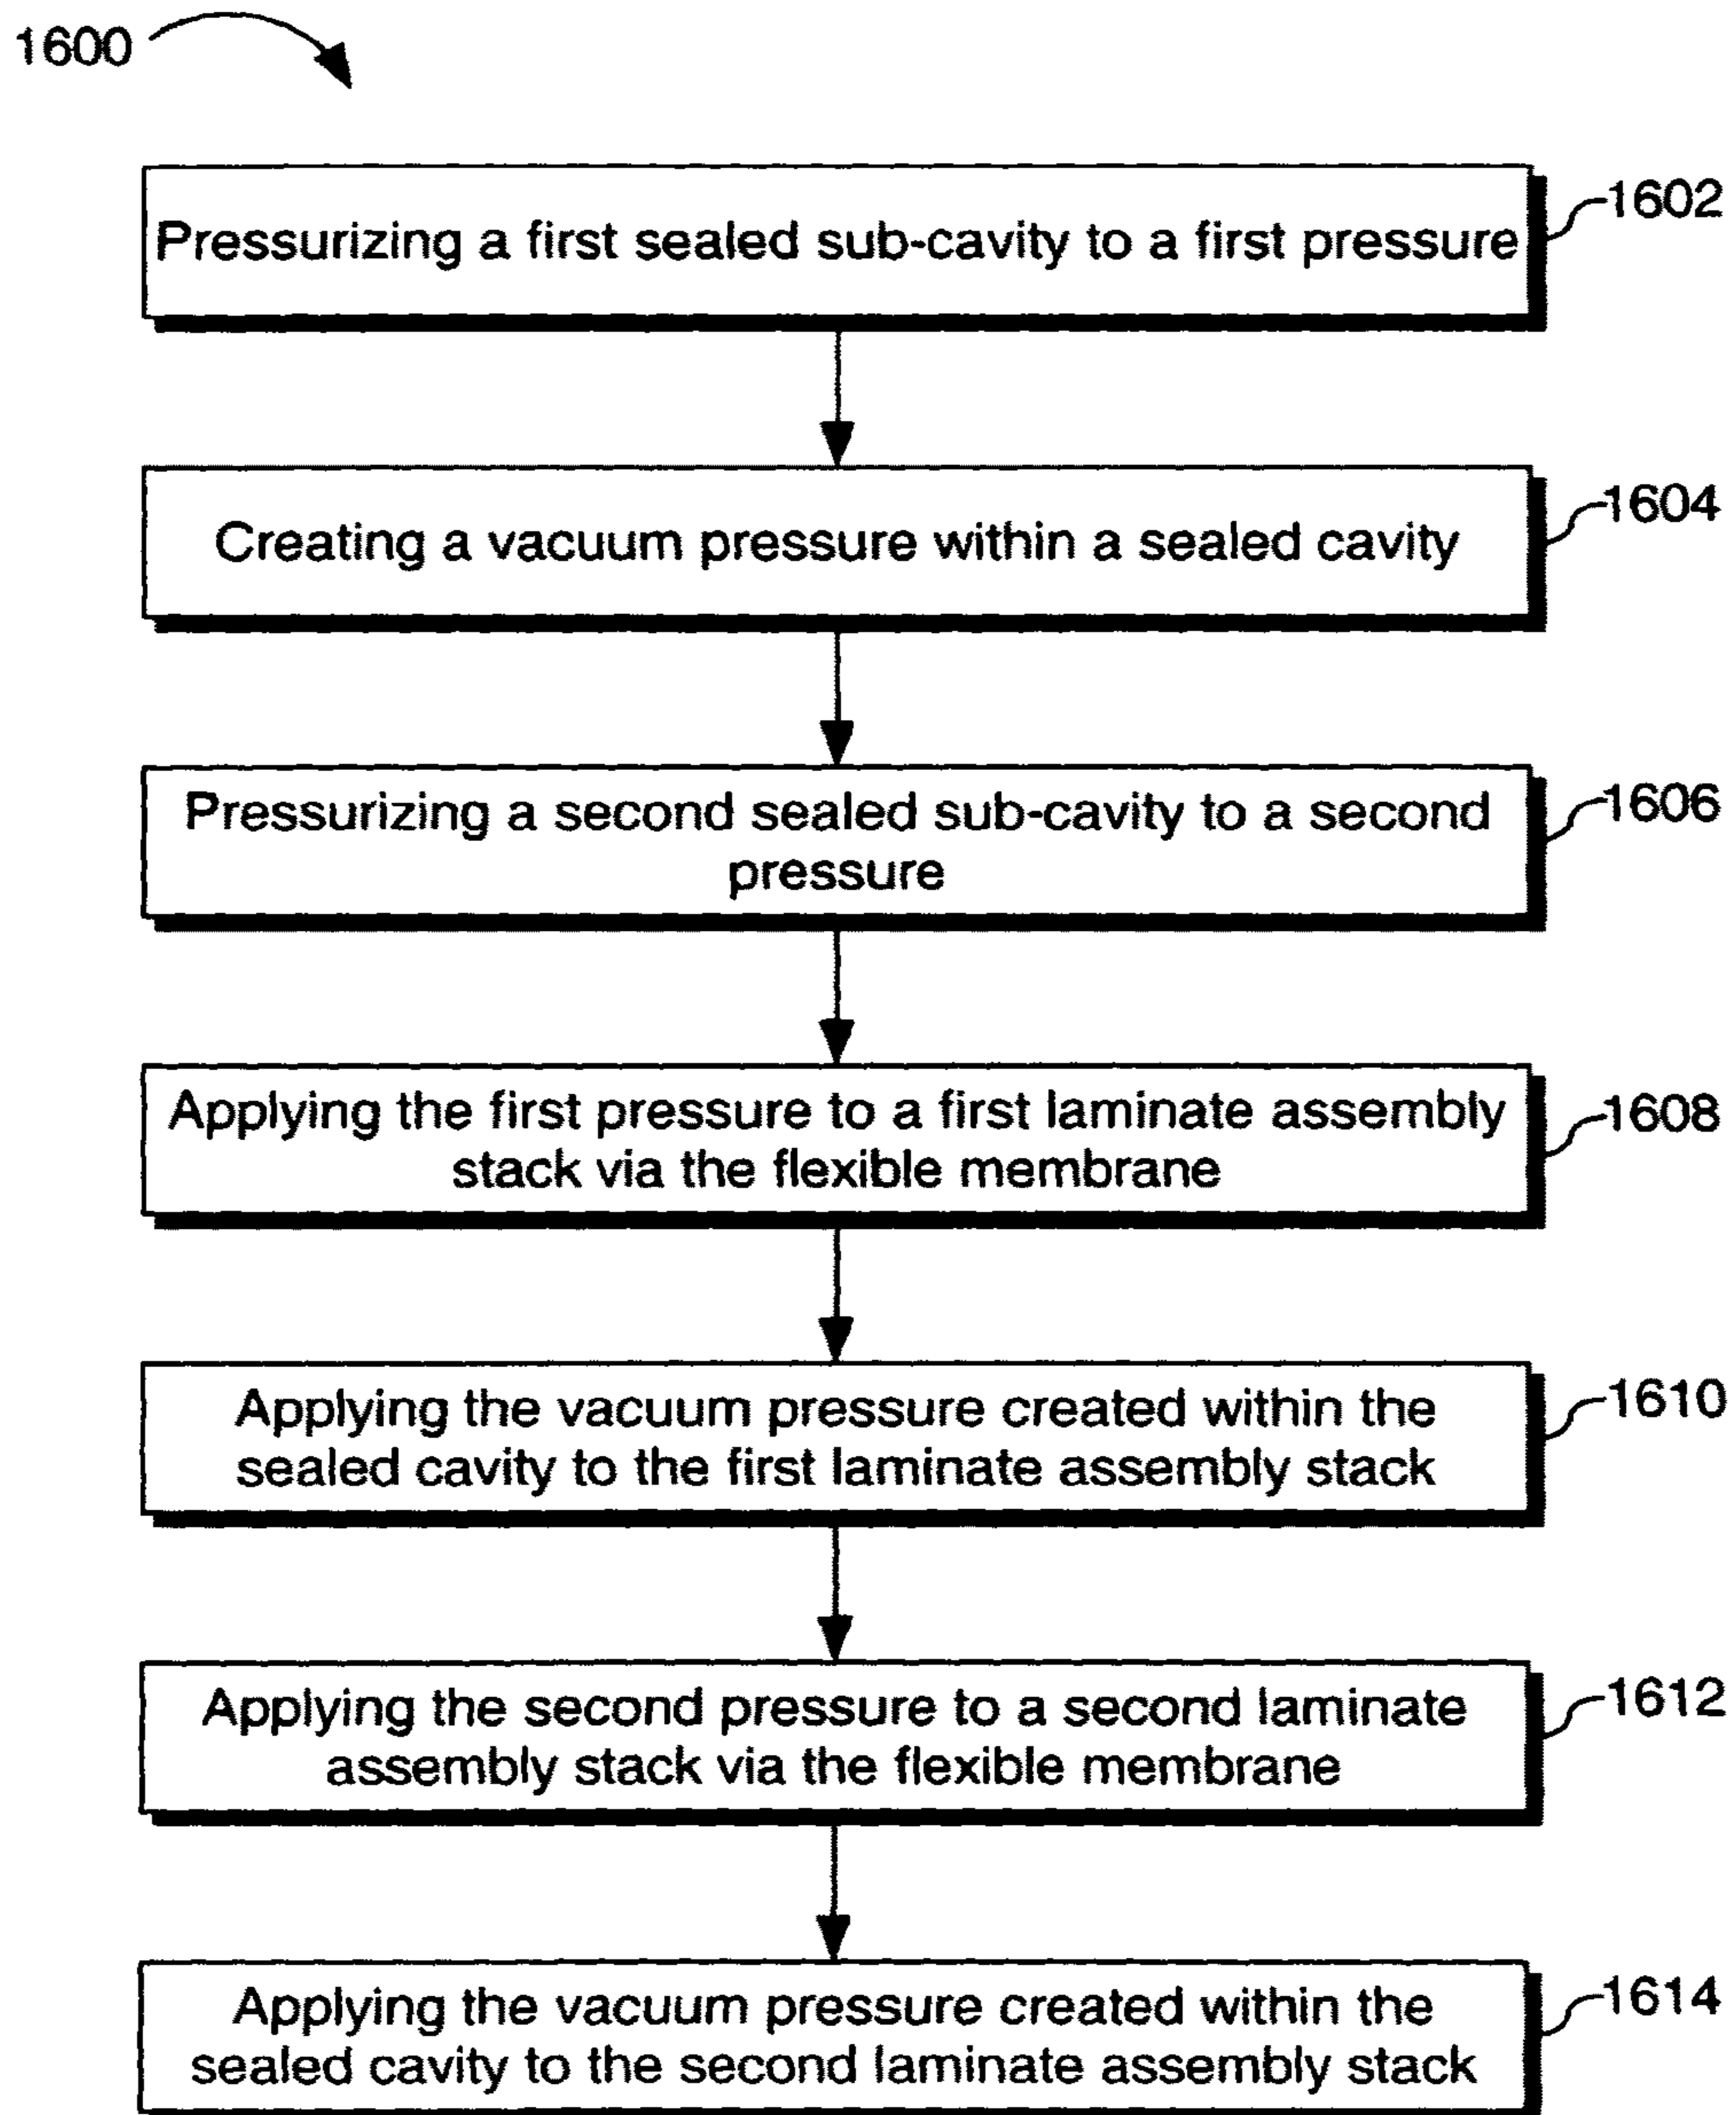 1600
Pressurizing a first sealed sub-cavity to a first pressure
1602
Creating a vacuum pressure within a sealed cavity
1604
Pressurizing a second sealed sub-cavity to a second
pressure
1606
Applying the first pressure to a first laminate assembly
stack via the flexible membrane
1608
Applying the vacuum pressure created within the
sealed cavity to the first laminate assembly stack
1610
Applying the second pressure to a second laminate
assembly stack via the flexible membrane
1612
Applying the vacuum pressure created within the
sealed cavity to the second laminate assembly stack
1614